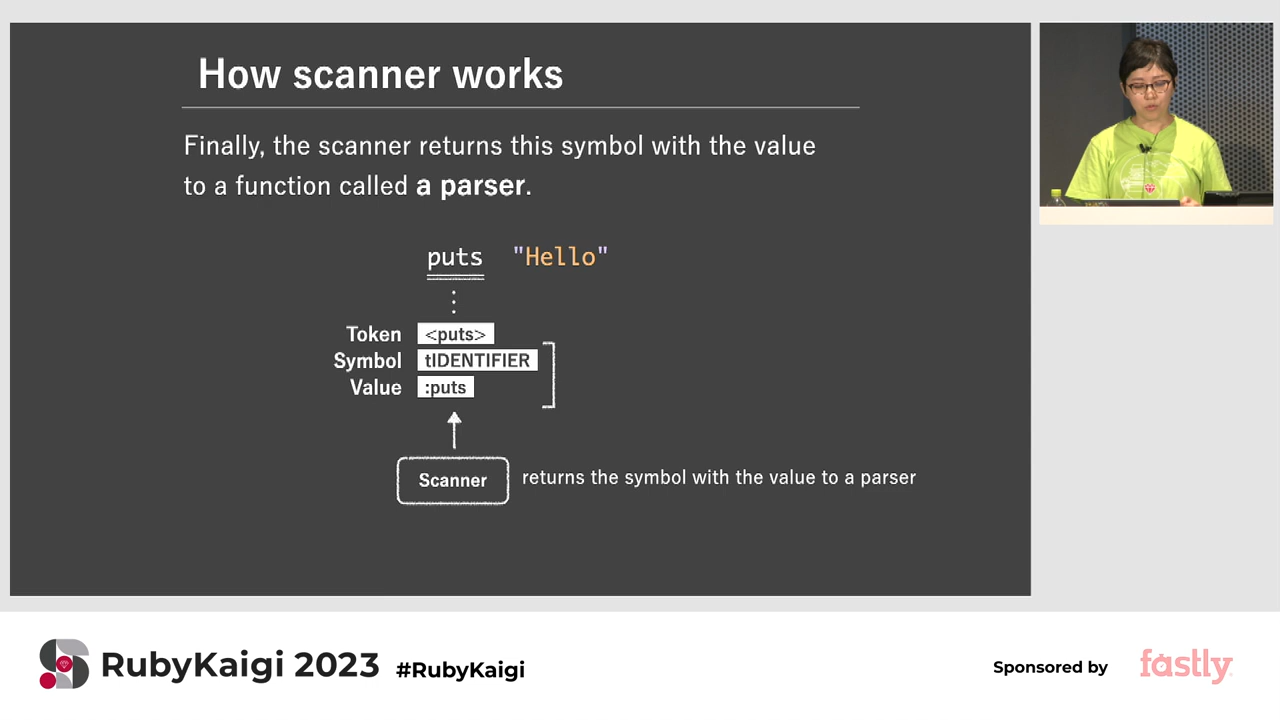 How scanner works
Finally, the scanner returns this symbol with the value
to a function called a parser.
puts "Hello"
Token <puts>
Symbol tIDENTIFIER
Value :puts
Scanner returns the symbol with the value to a parser
RubyKaigi 2023 #RubyKaigi
Sponsored by fastly